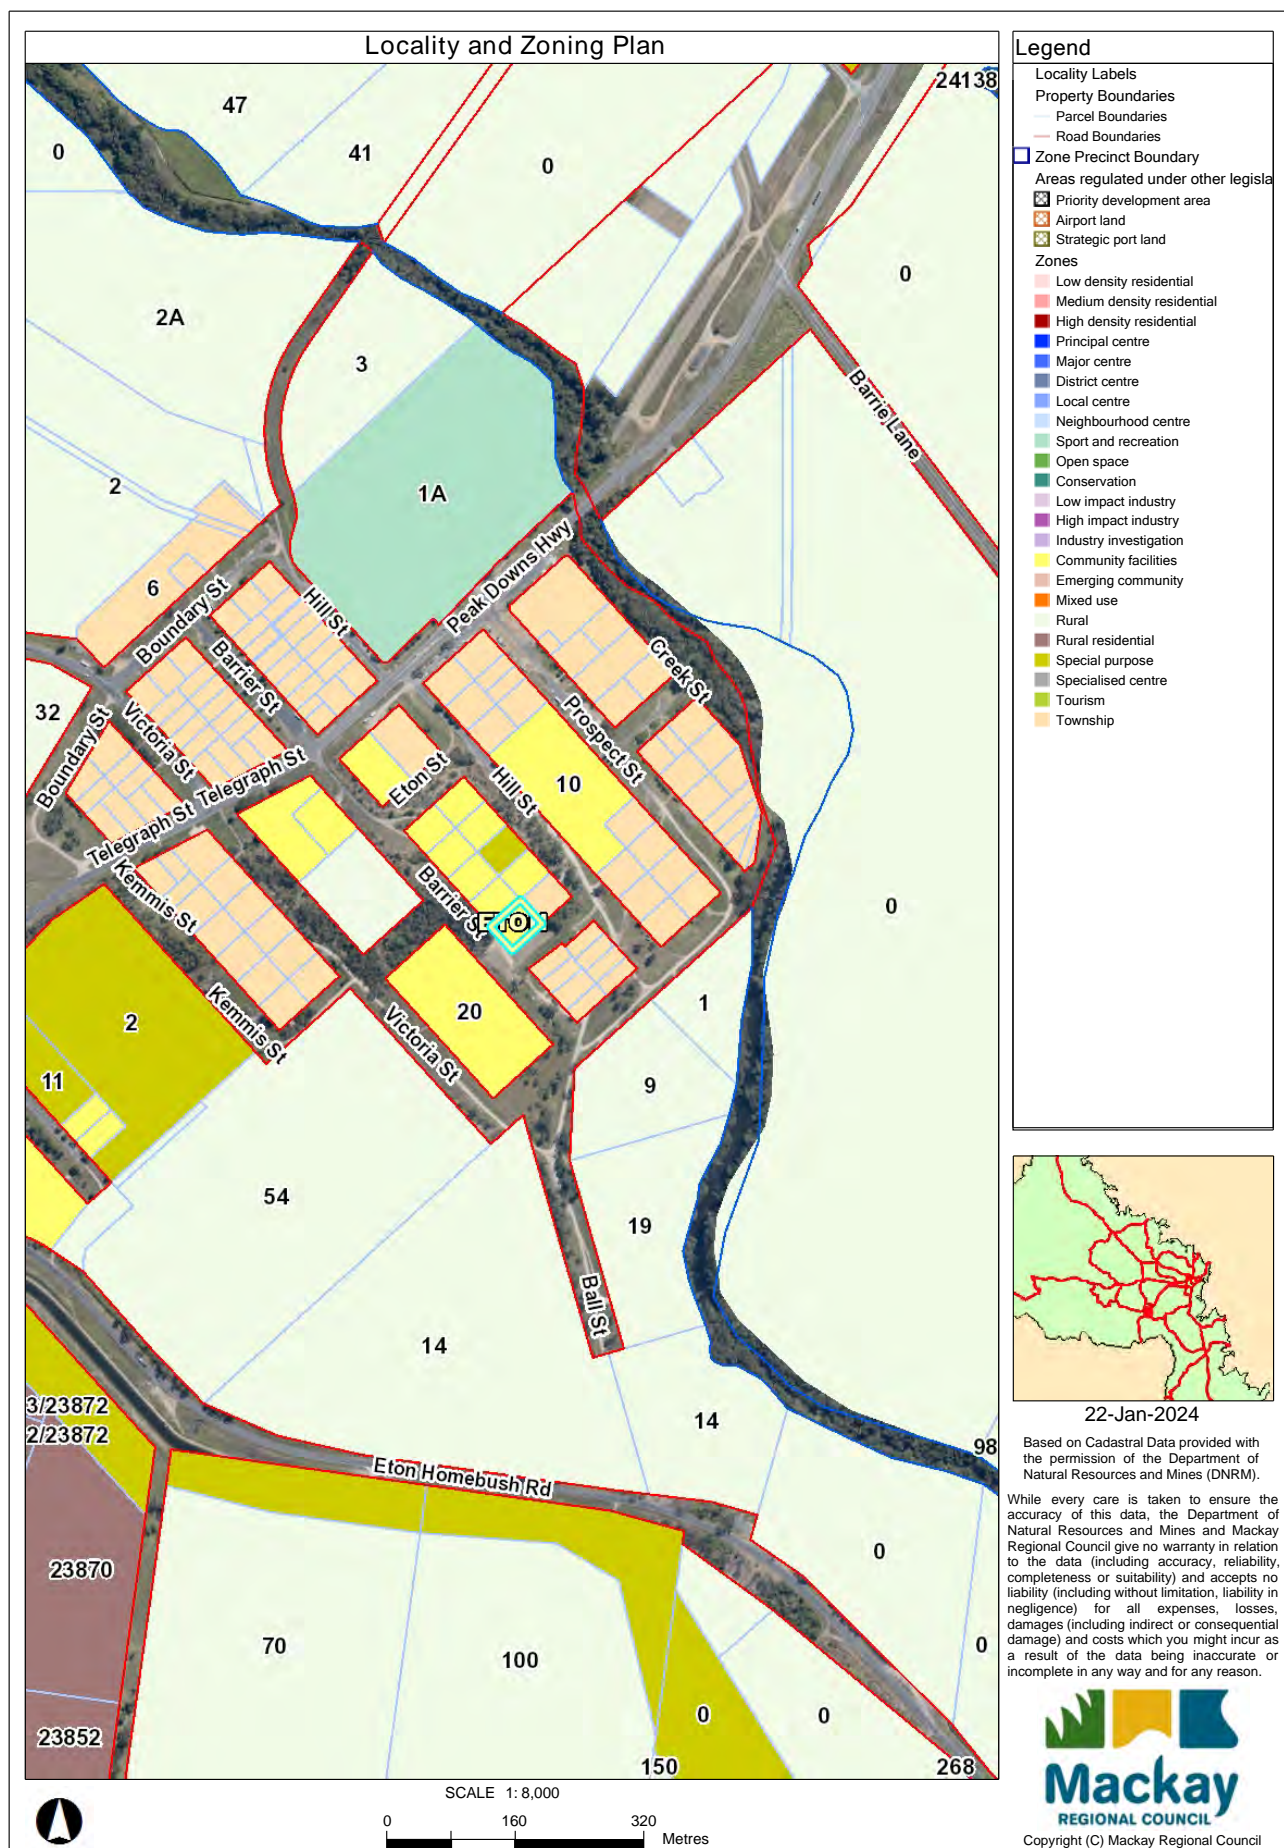 Locality and Zoning Plan
47
24138
0
41
0
0
2A
3
Barrie Lane
2
1A
Peak Downs Hwy
6
Boundary St
Hill St
Barrier St
Creek St
32
Boundary St
Victoria St
Prospect St
Telegraph St
Eton St
Hill St
10
Telegraph St
Kemmis St
Barrier St
ETON
0
2
Kemmis St
20
Victoria St
1
11
9
54
19
Ball St
14
3/23872
2/23872
14
98
Eton Homebush Rd
23870
0
70
100
0
23852
0
0
150
268
SCALE 1: 8,000
0 160 320
Metres
Legend
Locality Labels
Property Boundaries
Parcel Boundaries
Road Boundaries
Zone Precinct Boundary
Areas regulated under other legisla
Priority development area
Airport land
Strategic port land
Zones
Low density residential
Medium density residential
High density residential
Principal centre
Major centre
District centre
Local centre
Neighbourhood centre
Sport and recreation
Open space
Conservation
Low impact industry
High impact industry
Industry investigation
Community facilities
Emerging community
Mixed use
Rural
Rural residential
Special purpose
Specialised centre
Tourism
Township
22-Jan-2024
Based on Cadastral Data provided with
the permission of the Department of
Natural Resources and Mines (DNRM).
While every care is taken to ensure the
accuracy of this data, the Department of
Natural Resources and Mines and Mackay
Regional Council give no warranty in relation
to the data (including accuracy, reliability,
completeness or suitability) and accepts no
liability (including without limitation, liability in
negligence) for all expenses, losses,
damages (including indirect or consequential
damage) and costs which you might incur as
a result of the data being inaccurate or
incomplete in any way and for any reason.
Mackay
REGIONAL COUNCIL
Copyright (C) Mackay Regional Council